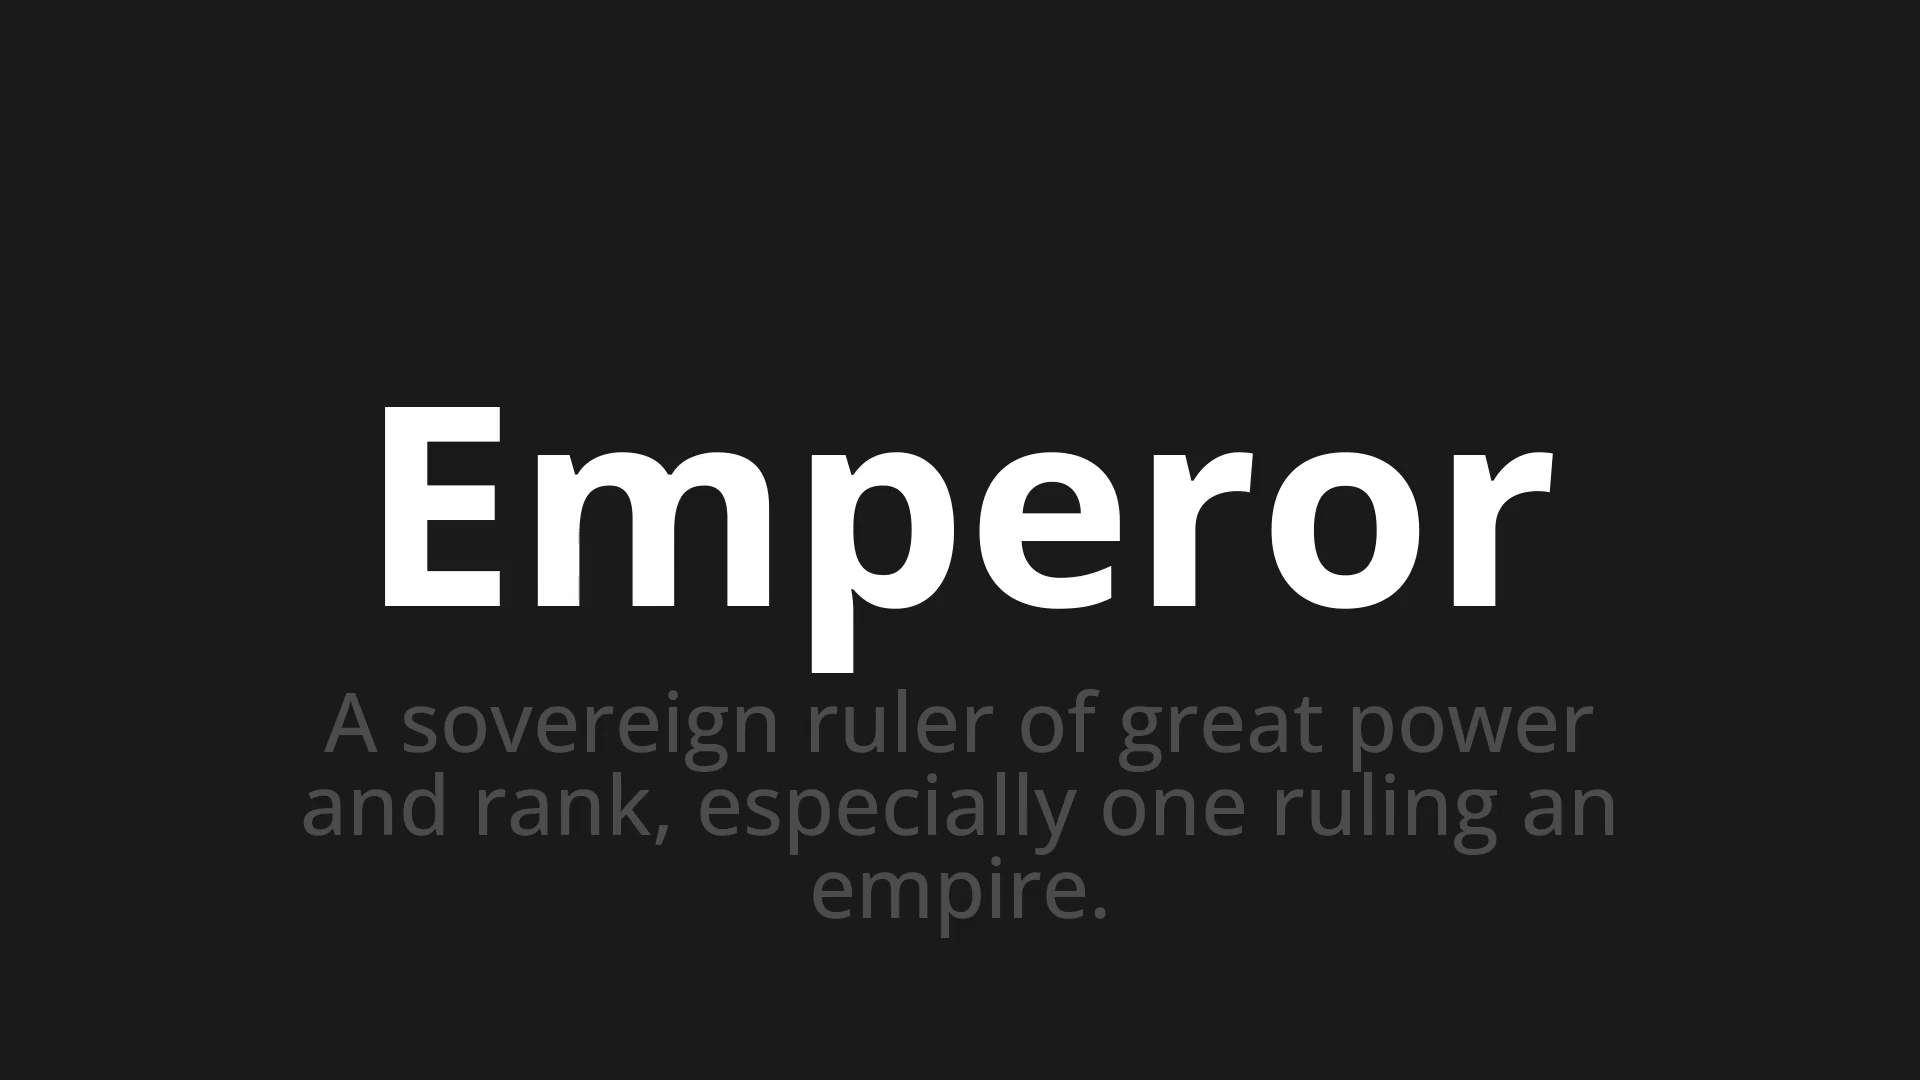 Emperor
A sovereign ruler of great power
and rank, especially one ruling an
empire.